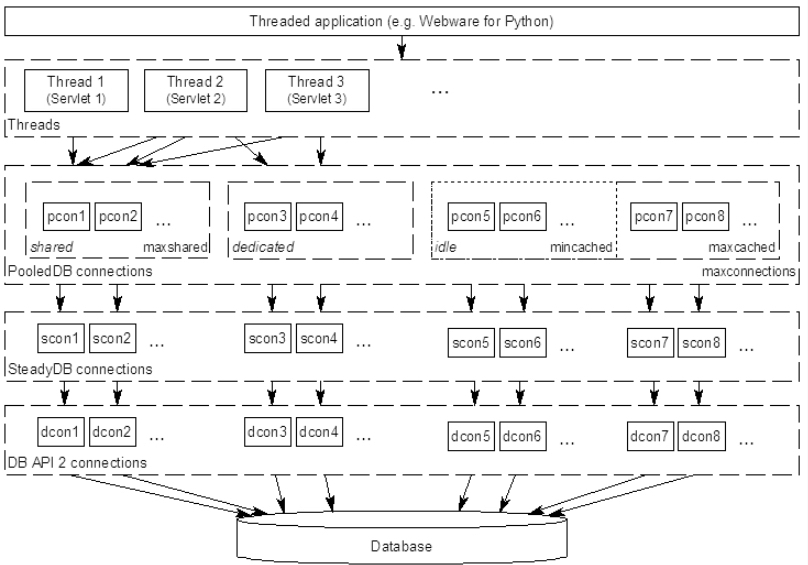 Threaded application (e.g. Webware for Python)
Thread 1 Thread 2 Thread 3
(Servlet 1) (Servlet 2) (Servlet 3) ...
Threads
pcon1 pcon2 ... pcon3 pcon4 ... pcon5 pcon6 ... pcon7 pcon8 ...
shared maxshared dedicated idle mincached maxcached
PooledDB connections maxconnections
scon1 scon2 ... scon3 scon4 ... scon5 scon6 ... scon7 scon8 ...
SteadyDB connections
dcon1 dcon2 ... dcon3 dcon4 ... dcon5 dcon6 ... dcon7 dcon8 ...
DB API 2 connections
Database